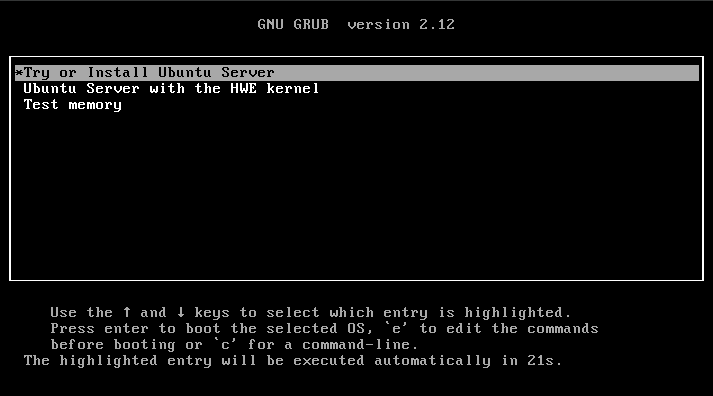 GNU GRUB  version 2.12
*Try or Install Ubuntu Server
Ubuntu Server with the HWE kernel
Test memory
Use the ↑ and ↓ keys to select which entry is highlighted.
Press enter to boot the selected OS, `e' to edit the commands
before booting or `c' for a command-line.
The highlighted entry will be executed automatically in 21s.